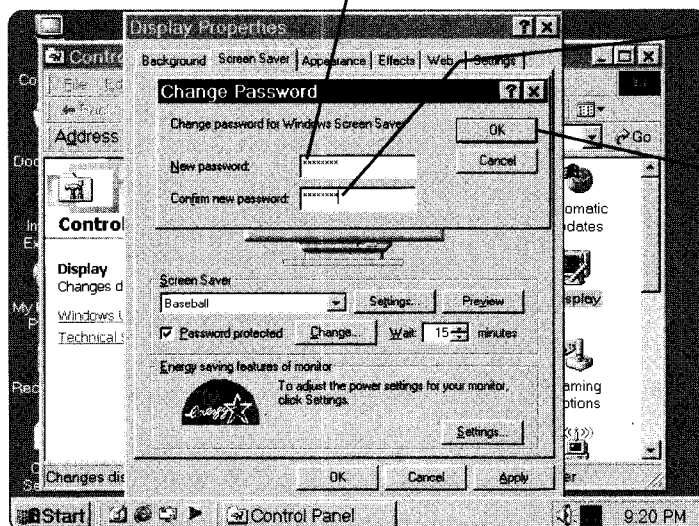 Display Properties
Background Screen Saver Appearance Effects Web Settings
Change Password
Change password for Windows Screen Saver
OK
New password: ××××××××
Cancel
Confirm new password: ××××××××
Address
Go
Control
Display
Changes d
Windows U
Technical S
omatic
dates
isplay
aming
ptions
Screen Saver
Baseball
Settings...
Preview
Password protected
Change...
Wait: 15 minutes
Energy saving features of monitor
To adjust the power settings for your monitor,
click Settings.
Energy
Settings...
OK
Cancel
Apply
Changes dis
Start
Control Panel
9:20 PM